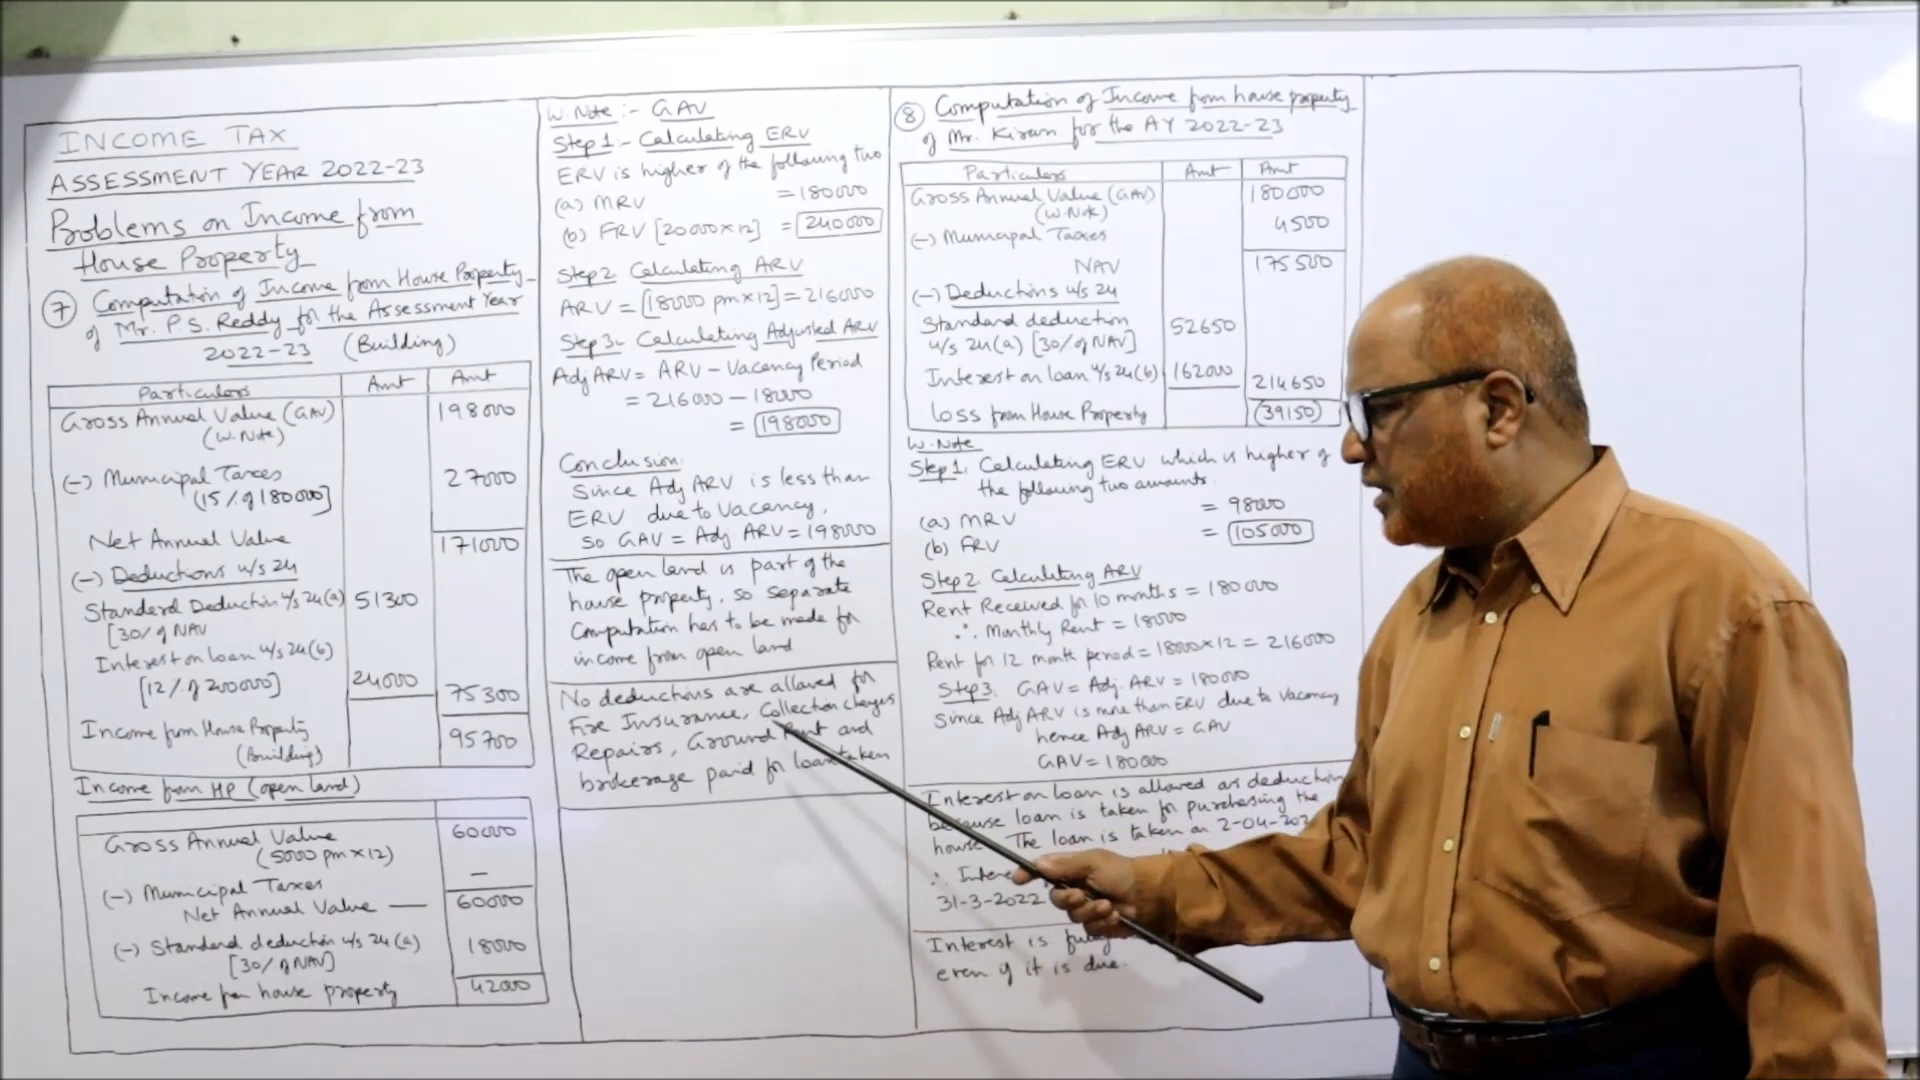 INCOME TAX
ASSESSMENT YEAR 2022-23
Problems on Income from
House Property
7 Computation of Income from House Property
of Mr. P S. Reddy for the Assessment Year
2022-23 (Building)
Particulars Amt Amt
Gross Annual Value (GAV) 198000
(W.Note)
(-) Municipal Taxes 27000
(15% of 180000]
Net Annual Value 171000
(-) Deductions u/s 24
Standard Deduction u/s 24(a) 51300
[30% of NAV
Interest on loan u/s 24(b)
[12% of 200000] 24000 75300
Income from House Property 95700
(Building)
Income from HP (open land)
Gross Annual Value 60000
(5000 pm x 12)
(-) Municipal Taxes —
Net Annual Value — 60000
(-) Standard deduction u/s 24(a) 18000
[30% of NAV]
Income from house property 42000
W.Note :- GAV
Step 1:- Calculating ERV
ERV is higher of the following two
(a) MRV = 180000
(b) FRV [20000x12] = 240000
Step2. Calculating ARV
ARV = [18000 pm x 12] = 216000
Step 3. Calculating Adjusted ARV
Adj ARV = ARV - Vacancy Period
= 216000 - 18000
= 198000
Conclusion.
Since Adj ARV is less than
ERV due to vacancy,
so GAV = Adj ARV = 198000
The open land is part of the
house property, so separate
Computation has to be made for
income from open land
No deductions are allowed for
Fire Insurance, Collection charges
Repairs, Ground Rent and
brokerage paid for loan taken
8 Computation of Income from house property
of Mr. Kiran for the AY 2022-23
Particulars Amt Amt
Gross Annual Value (GAV) 180000
(W.Note)
(-) Municipal Taxes 4500
NAV 175500
(-) Deductions u/s 24
Standard deduction 52650
u/s 24(a) [30% of NAV]
Interest on loan u/s 24(b) 162000 214650
Loss from House Property (39150)
W.Note
Step1. Calculating ERV which is higher of
the following two amounts.
(a) MRV = 98000
(b) FRV = 105000
Step2. Calculating ARV
Rent Received for 10 months = 180000
∴ Monthly Rent = 18000
Rent for 12 month period = 18000x12 = 216000
Step3. GAV = Adj. ARV = 180000
Since Adj ARV is more than ERV due to vacancy
hence Adj ARV = GAV
GAV = 180000
Interest on loan is allowed as deduction
because loan is taken for purchasing the
house. The loan is taken on 2-04-202
∴
31-3-2022
Interest is
even if it is due.